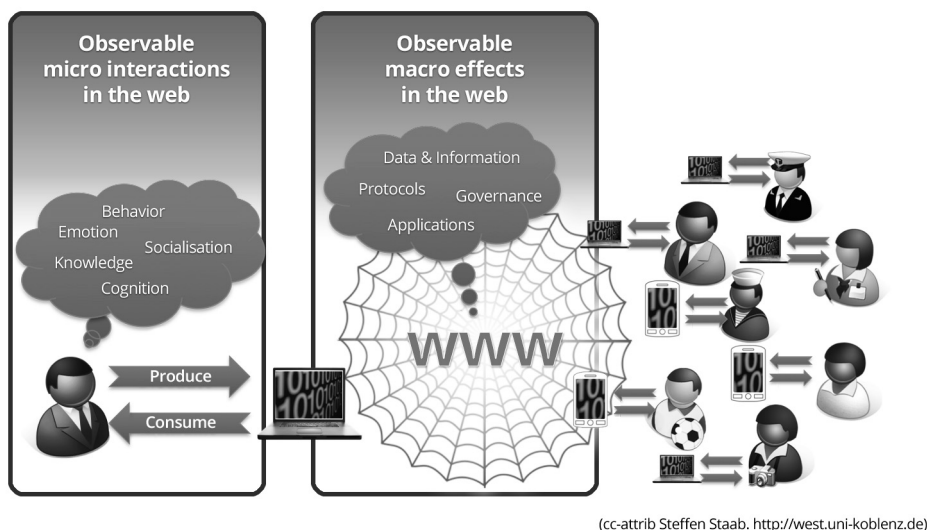 Observable
micro interactions
in the web
Behavior
Emotion
Socialisation
Knowledge
Cognition
Produce
Consume
Observable
macro effects
in the web
Data & Information
Protocols
Governance
Applications
www
(cc-attrib Steffen Staab. http://west.uni-koblenz.de)